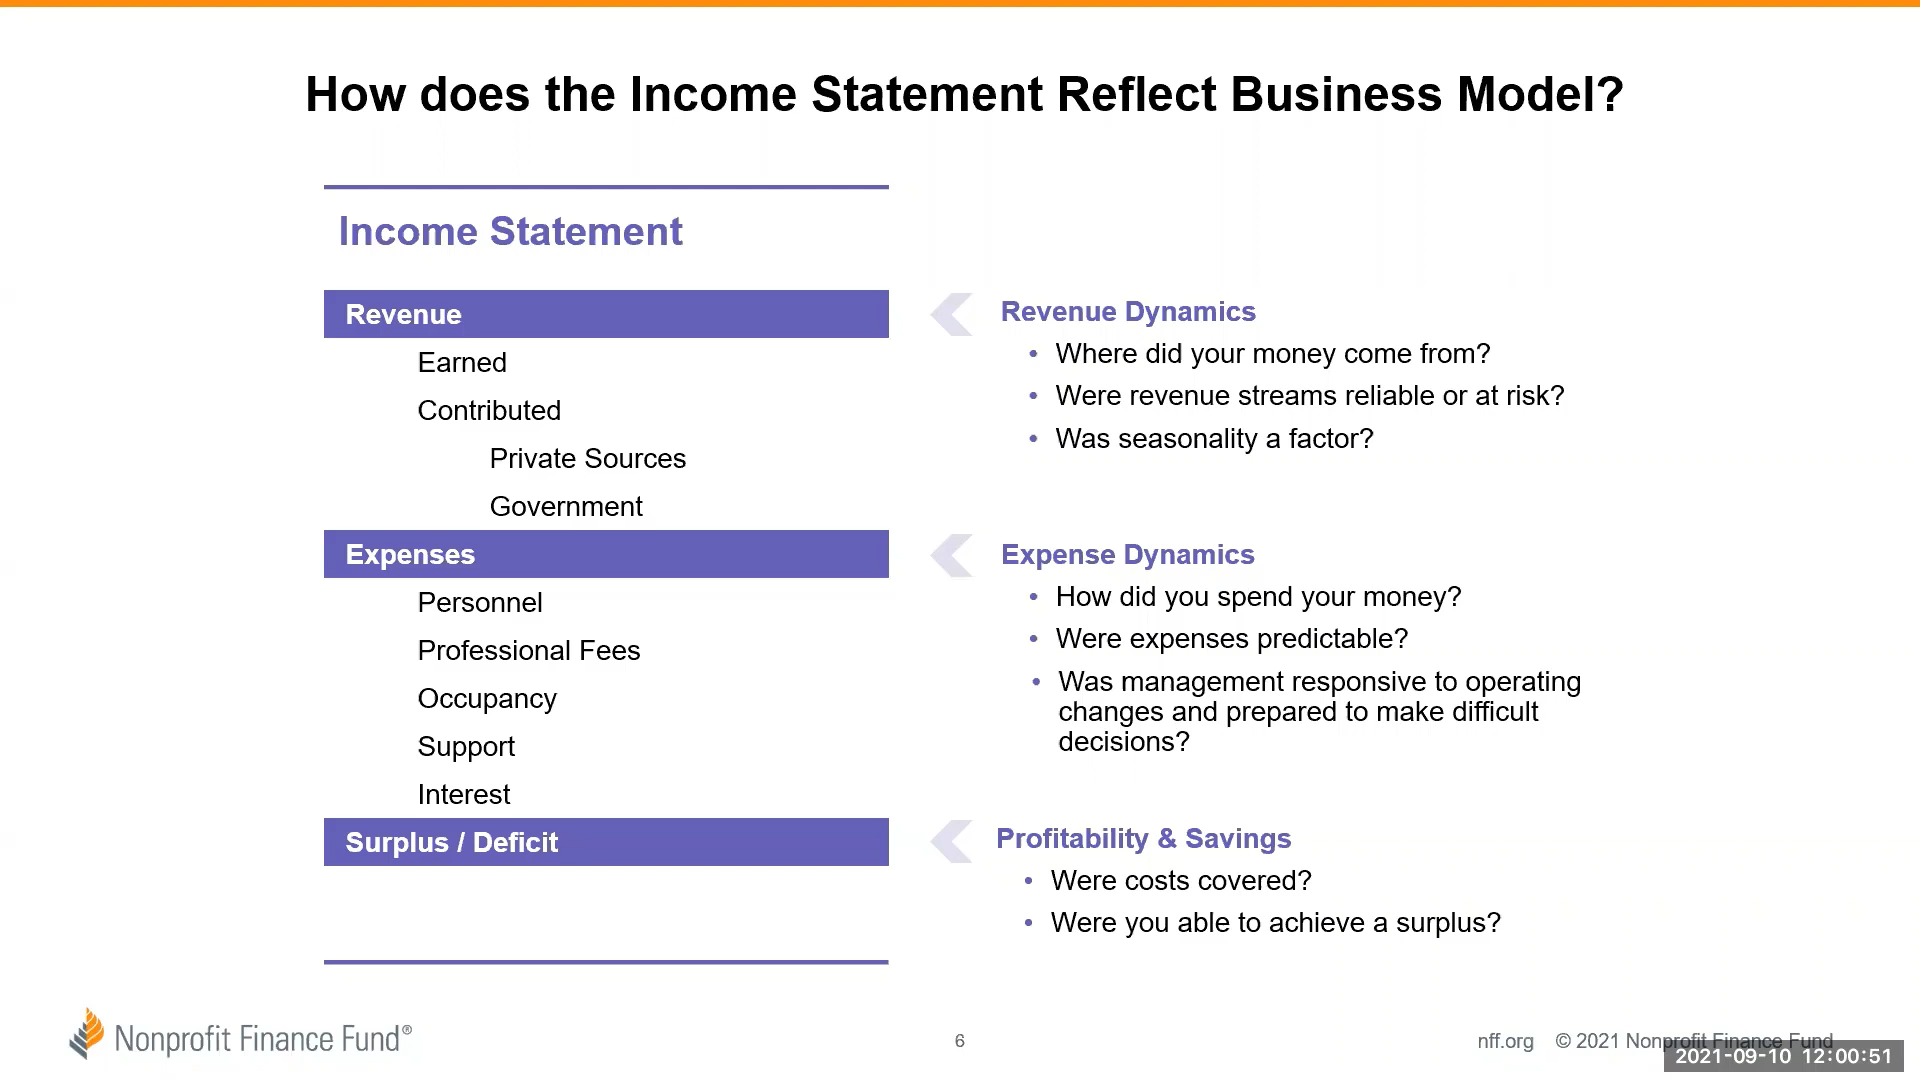 How does the Income Statement Reflect Business Model?
Income Statement
Revenue
Earned
Contributed
Private Sources
Government
Expenses
Personnel
Professional Fees
Occupancy
Support
Interest
Surplus / Deficit
Revenue Dynamics
• Where did your money come from?
• Were revenue streams reliable or at risk?
• Was seasonality a factor?
Expense Dynamics
• How did you spend your money?
• Were expenses predictable?
• Was management responsive to operating
changes and prepared to make difficult
decisions?
Profitability & Savings
• Were costs covered?
• Were you able to achieve a surplus?
Nonprofit Finance Fund®
6
nff.org © 2021 Nonprofit Finance Fund
2021-09-10 12:00:51